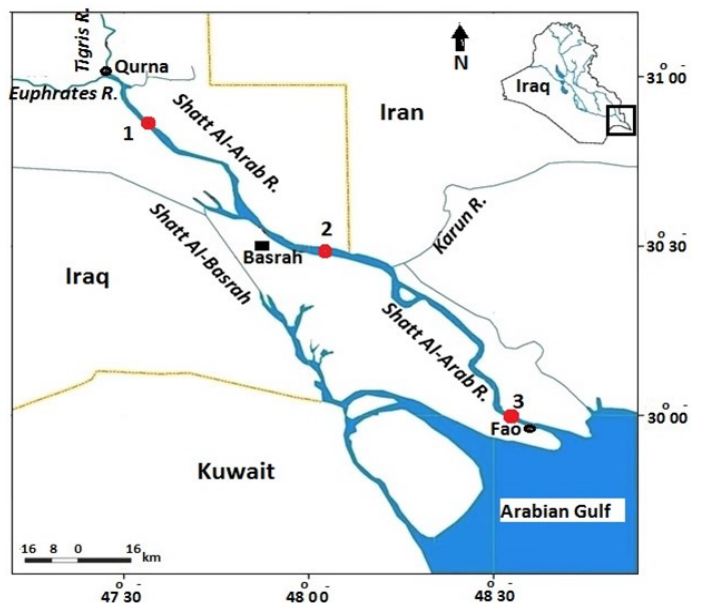 Tigris R.
Qurna
Euphrates R.
1
Shatt Al-Arab R.
Iran
Iraq
N
31 00
Karun R.
2
Basrah
30 30
Shatt Al-Basrah
Iraq
Shatt Al-Arab R.
3
Fao
30 00
Kuwait
Arabian Gulf
16 8 0 16
km
47 30
48 00
48 30